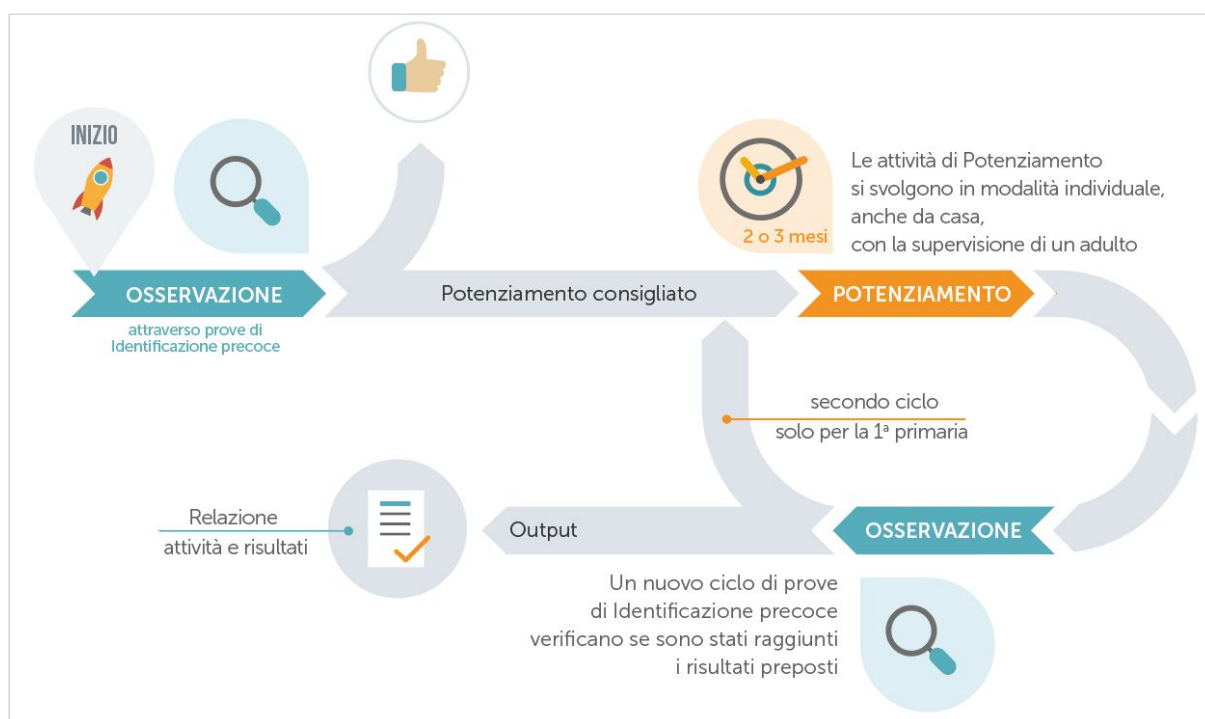 INIZIO
OSSERVAZIONE
attraverso prove di
Identificazione precoce
Potenziamento consigliato
2 o 3 mesi
POTENZIAMENTO
Le attività di Potenziamento
si svolgono in modalità individuale,
anche da casa,
con la supervisione di un adulto
secondo ciclo
solo per la 1ª primaria
OSSERVAZIONE
Un nuovo ciclo di prove
di Identificazione precoce
verificano se sono stati raggiunti
i risultati preposti
Output
Relazione
attività e risultati